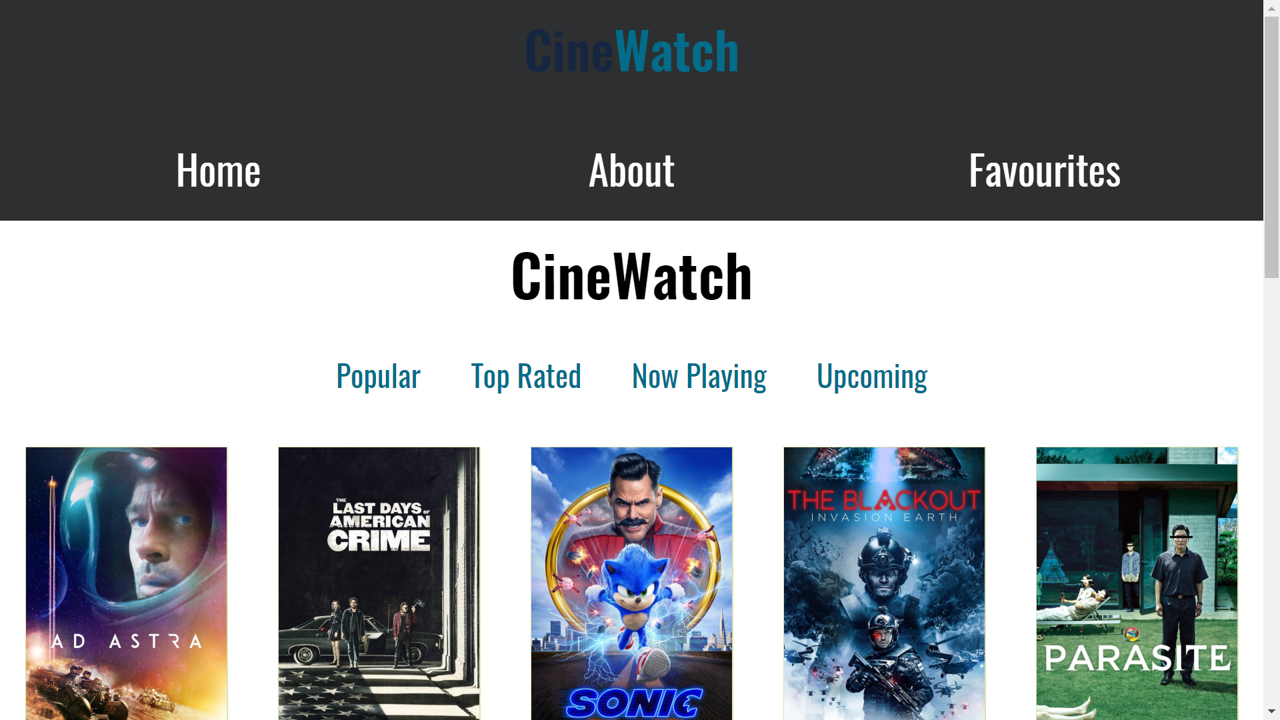 CineWatch
Home About Favourites
CineWatch
Popular Top Rated Now Playing Upcoming
AD ASTRA
THE
LAST DAYS OF
AMERICAN
CRIME
SONIC
THE BLACKOUT
INVASION EARTH
PARASITE